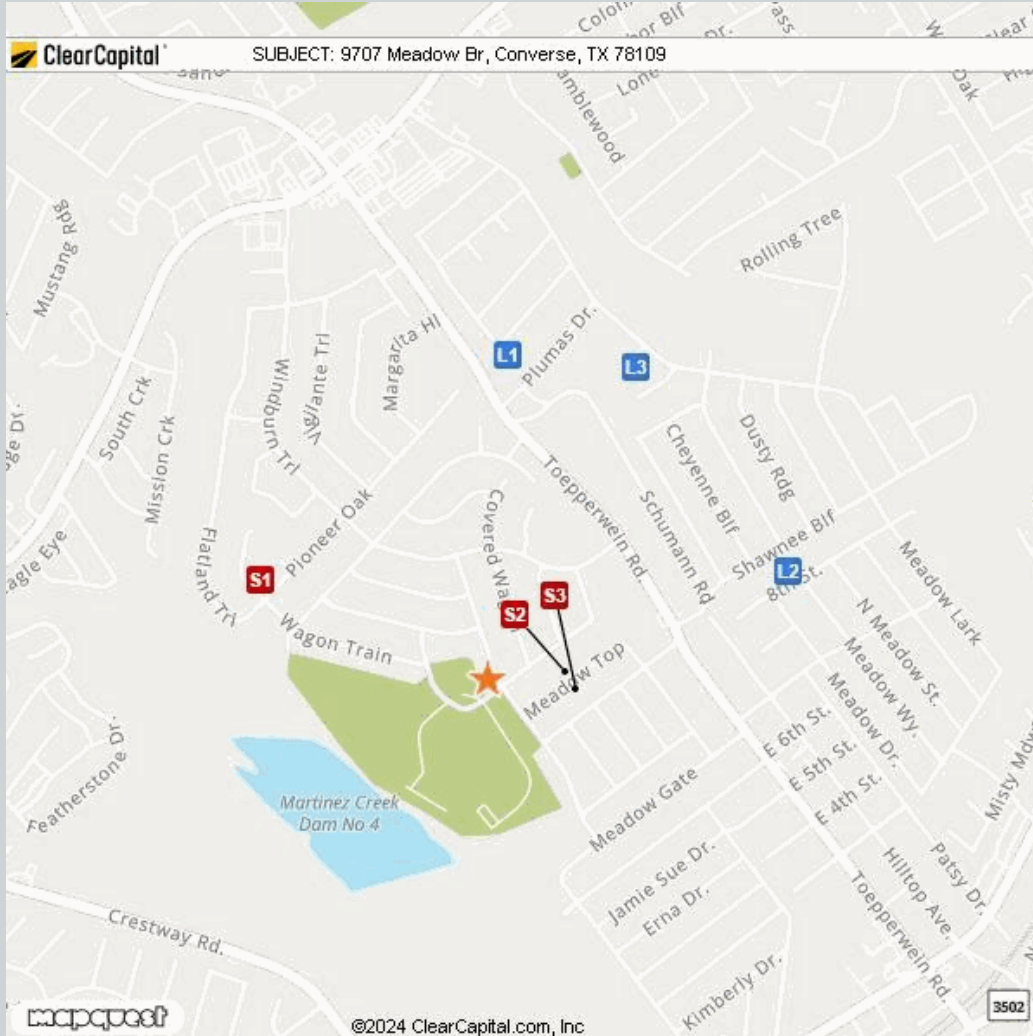 ClearCapital
SUBJECT: 9707 Meadow Br, Converse, TX 78109
Dr.
Oak
Rolling Tree
Mustang Rdg
Margarita Hl
Plumas Dr.
L1
L3
Vigilante Trl
Windburn Trl
South Crk
Mission Crk
Cheyenne Blf
Dusty Rdg
Toepperwein Rd.
Covered Wa
Schumann Rd
Pioneer Oak
Flatland Trl
Shawnee Blf
L2
8th St.
Meadow Lark
S1
S2
S3
Wagon Train
Meadow Top
N Meadow St.
Meadow Wy.
Meadow Dr.
E 6th St.
E 5th St.
E 4th St.
Meadow Gate
Featherstone Dr.
Martinez Creek
Dam No 4
Jamie Sue Dr.
Erna Dr.
Patsy Dr.
Hilltop Ave.
Toepperwein Rd.
Crestway Rd.
Kimberly Dr.
3502
mapquest
©2024 ClearCapital.com, Inc